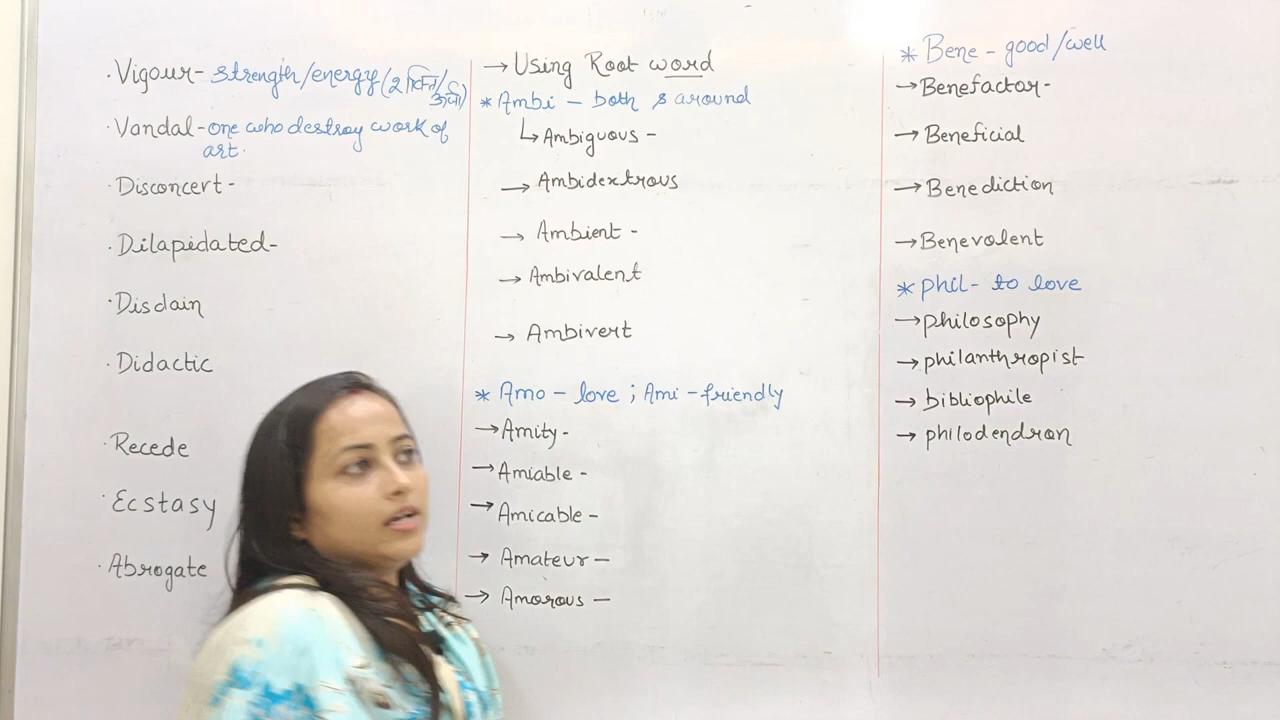 · Vigour - strength/energy (शक्ति/
ऊर्जा)
· Vandal - one who destroy work of
art.
· Disconcert -
· Dilapidated -
· Disdain
· Didactic
· Recede
· Ecstasy
· Abrogate
→ Using Root word
* Ambi - both & around
↳ Ambiguous -
→ Ambidextrous
→ Ambient -
→ Ambivalent
→ Ambivert
* Amo - love ; Ami - friendly
→ Amity -
→ Amiable -
→ Amicable -
→ Amateur -
→ Amorous -
* Bene - good/well
→ Benefactor -
→ Beneficial
→ Benediction
→ Benevolent
* phil - to love
→ philosophy
→ philanthropist
→ bibliophile
→ philodendron